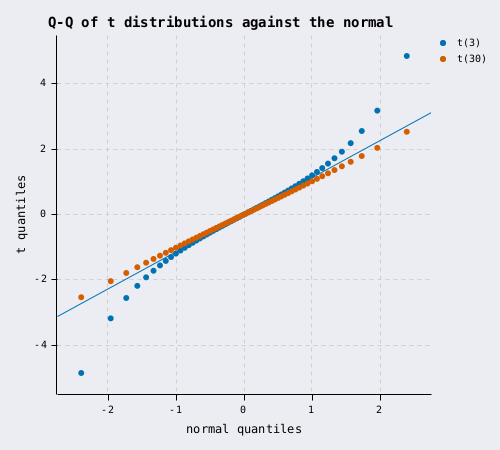 Q-Q of t distributions against the normal
t(3)
t(30)
t quantiles
4
2
0
-2
-4
-2
-1
0
1
2
normal quantiles